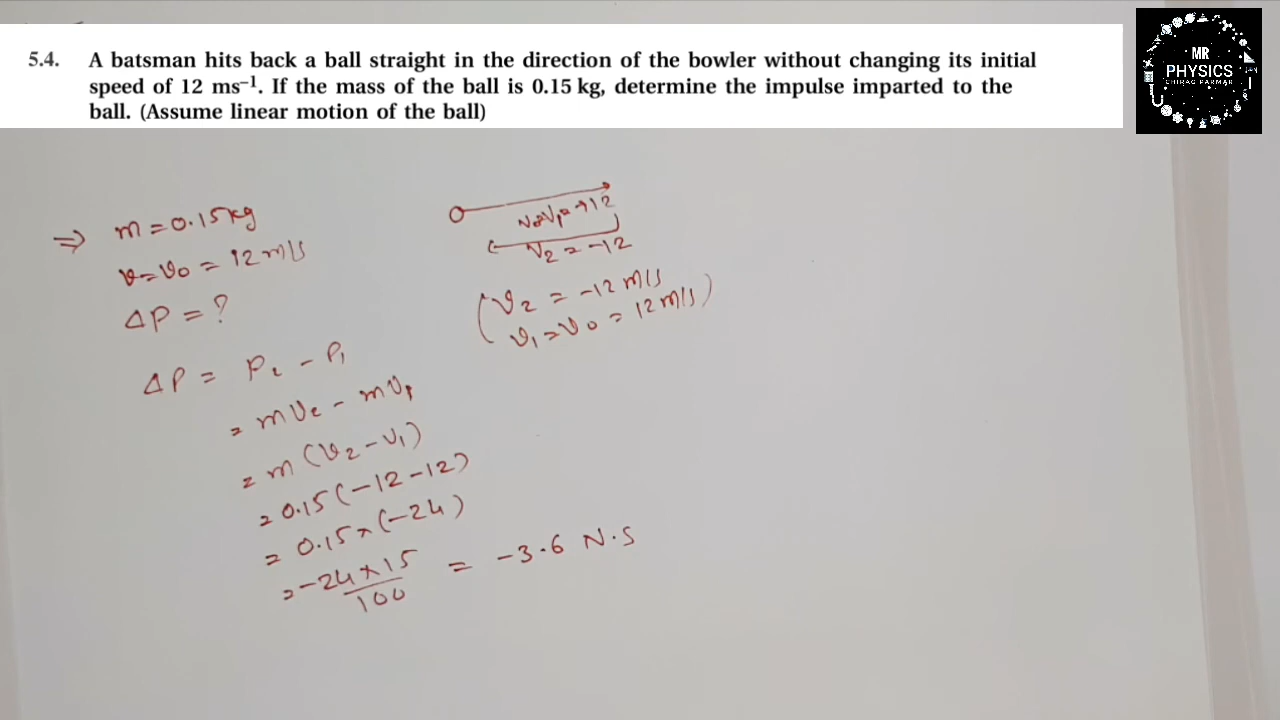 5.4. A batsman hits back a ball straight in the direction of the bowler without changing its initial
speed of 12 ms⁻¹. If the mass of the ball is 0.15 kg, determine the impulse imparted to the
ball. (Assume linear motion of the ball)
MR
PHYSICS
CHIRAG PARMAR
⇒ m = 0.15 kg
v = v₀ = 12 m/s
ΔP = ?
ΔP = P₂ - P₁
= mv₂ - mv₁
= m (v₂ - v₁)
= 0.15 (-12 -12)
= 0.15 × (-24)
= -24 × 15 / 100 = -3.6 N·S
→12
v₂ = -12
(v₂ = -12 m/s
v₁ = v₀ = 12 m/s)